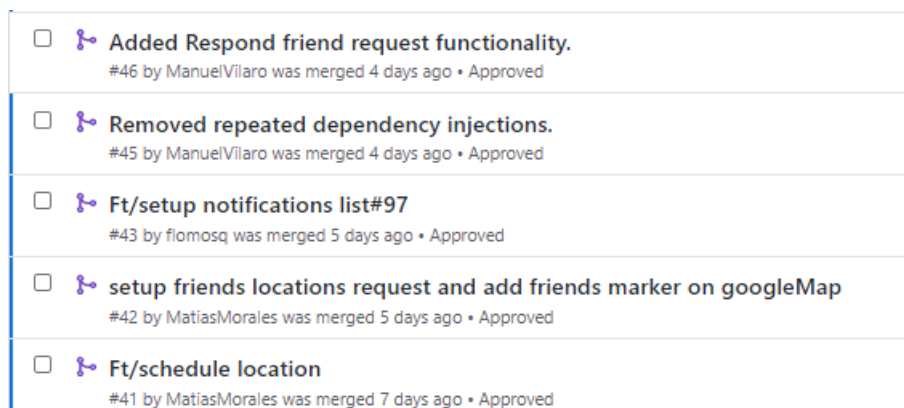 Added Respond friend request functionality.
#46 by ManuelVilaro was merged 4 days ago • Approved
Removed repeated dependency injections.
#45 by ManuelVilaro was merged 4 days ago • Approved
Ft/setup notifications list#97
#43 by flomosq was merged 5 days ago • Approved
setup friends locations request and add friends marker on googleMap
#42 by MatiasMorales was merged 5 days ago • Approved
Ft/schedule location
#41 by MatiasMorales was merged 7 days ago • Approved